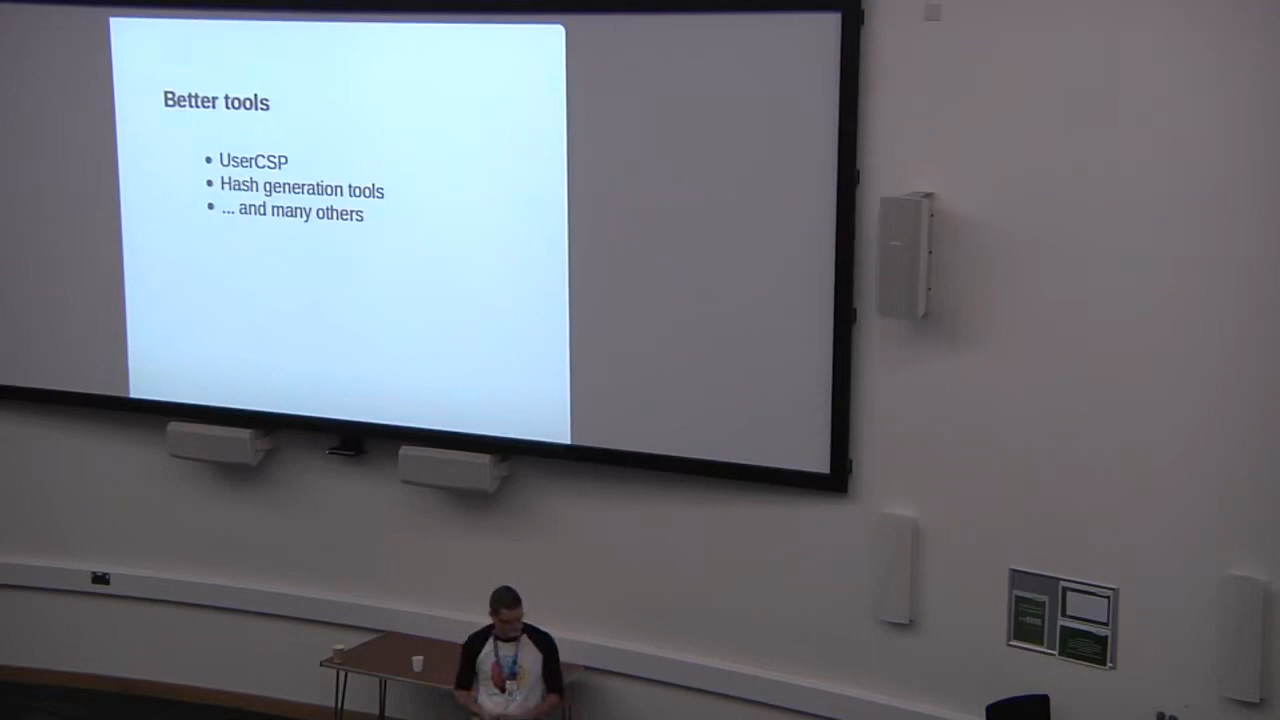 Better tools
• UserCSP
• Hash generation tools
• ... and many others